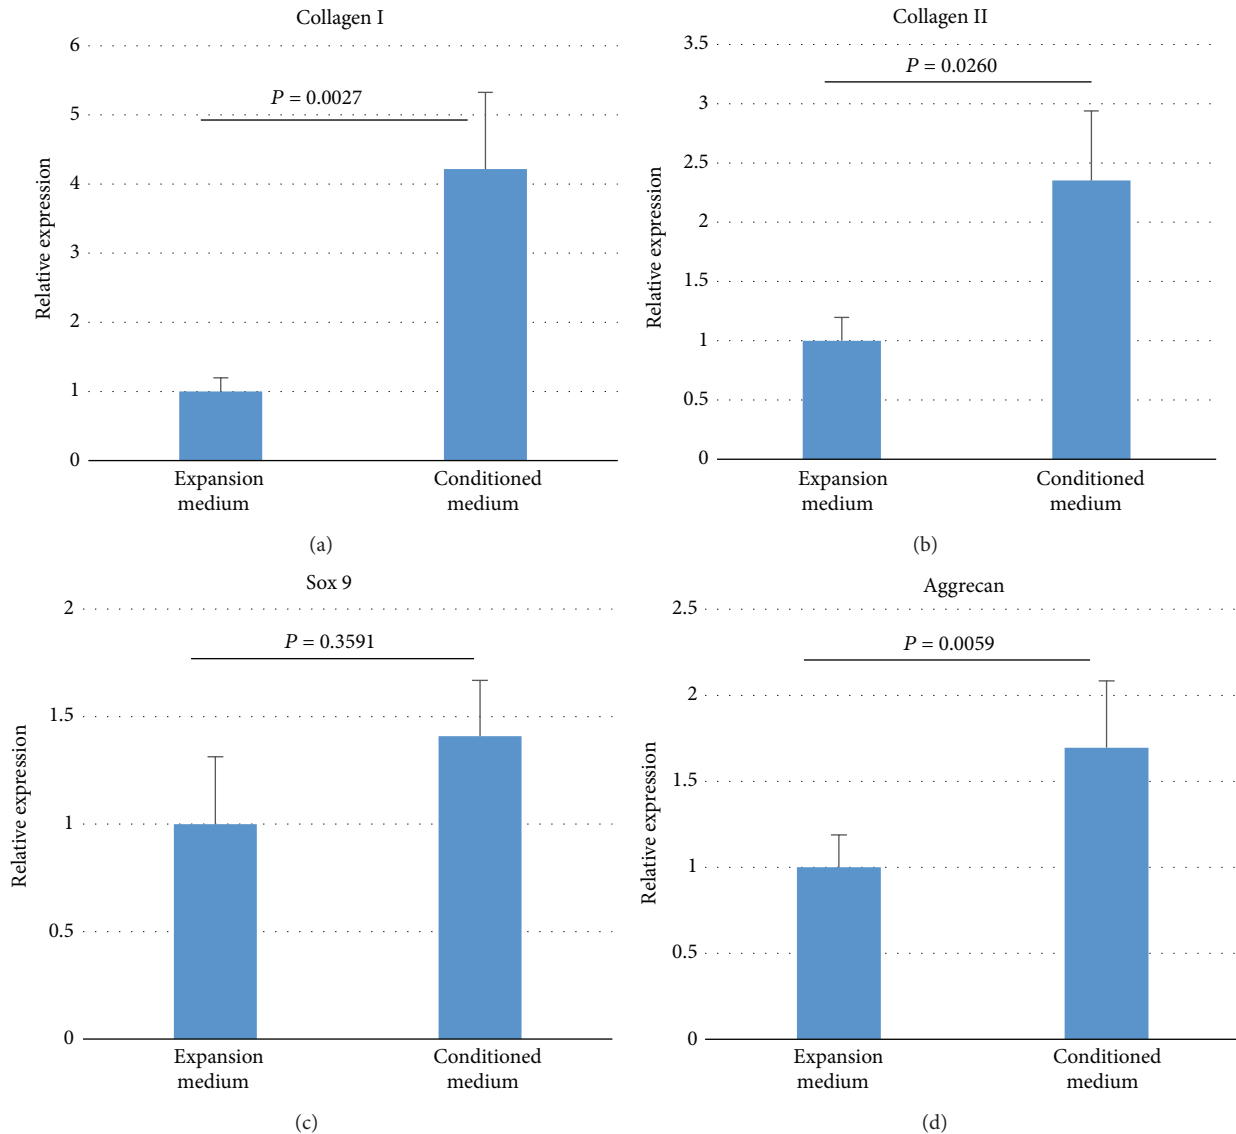 Collagen I
6
5
4
3
2
1
0
Relative expression
P = 0.0027
Expansion
medium
Conditioned
medium
(a)
Collagen II
3.5
3
2.5
2
1.5
1
0.5
0
Relative expression
P = 0.0260
Expansion
medium
Conditioned
medium
(b)
Sox 9
2
1.5
1
0.5
0
Relative expression
P = 0.3591
Expansion
medium
Conditioned
medium
(c)
Aggrecan
2.5
2
1.5
1
0.5
0
Relative expression
P = 0.0059
Expansion
medium
Conditioned
medium
(d)